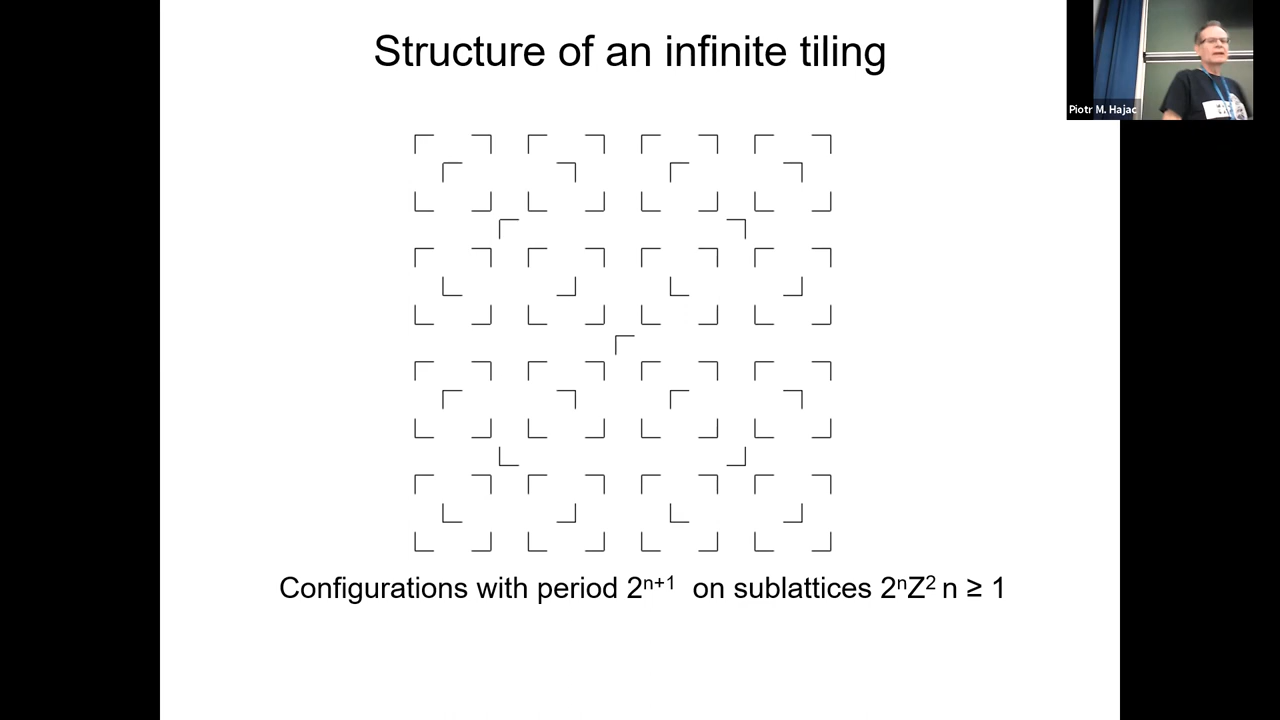 Structure of an infinite tiling
Piotr M. Hajac
Configurations with period 2ⁿ⁺¹ on sublattices 2ⁿZ² n ≥ 1